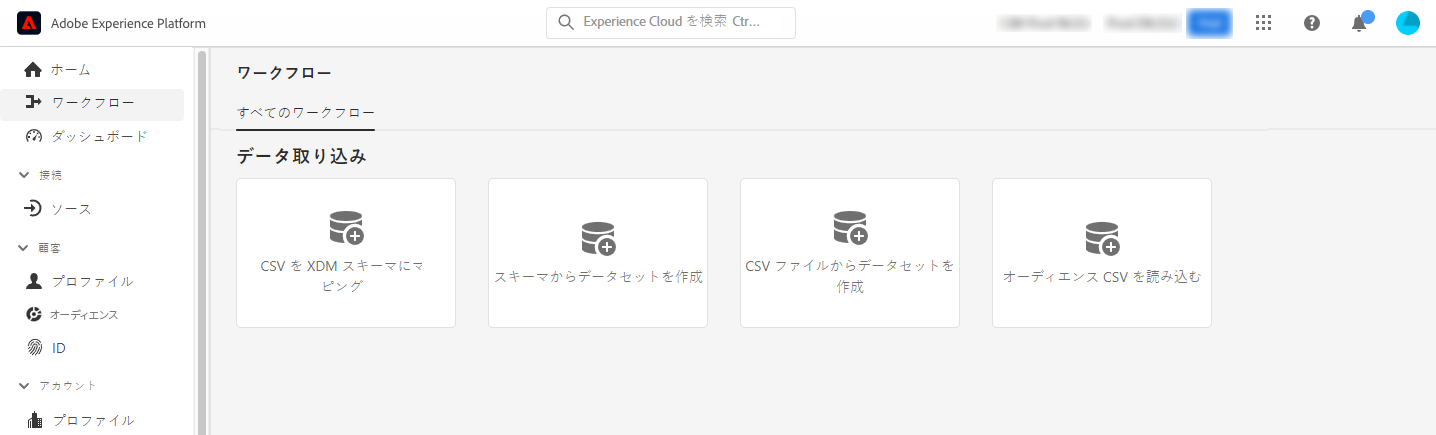 Adobe Experience Platform
Experience Cloud を検索 Ctr...
ホーム
ワークフロー
ダッシュボード
接続
ソース
顧客
プロファイル
オーディエンス
ID
アカウント
プロファイル
ワークフロー
すべてのワークフロー
データ取り込み
CSV を XDM スキーマにマ
ッピング
スキーマからデータセットを作成
CSV ファイルからデータセットを
作成
オーディエンス CSV を読み込む